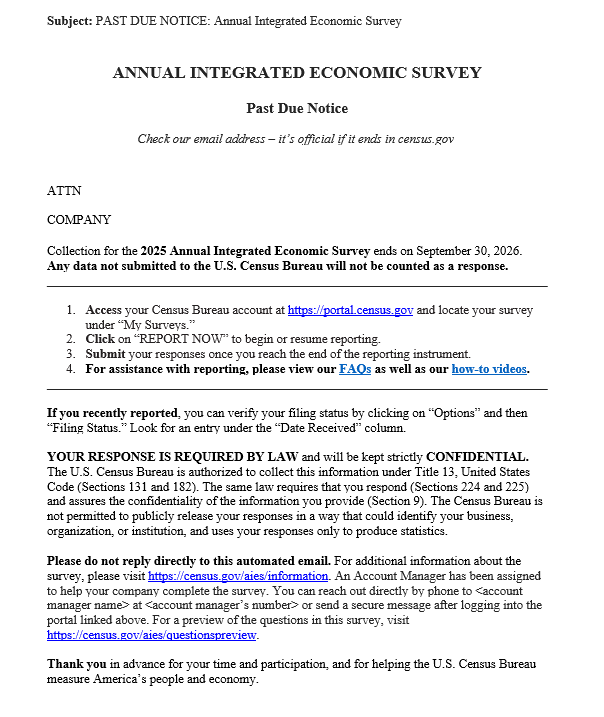 Subject: PAST DUE NOTICE: Annual Integrated Economic Survey
ANNUAL INTEGRATED ECONOMIC SURVEY
Past Due Notice
Check our email address – it's official if it ends in census.gov
ATTN
COMPANY
Collection for the 2025 Annual Integrated Economic Survey ends on September 30, 2026.
Any data not submitted to the U.S. Census Bureau will not be counted as a response.
1. Access your Census Bureau account at https://portal.census.gov and locate your survey
under “My Surveys.”
2. Click on “REPORT NOW” to begin or resume reporting.
3. Submit your responses once you reach the end of the reporting instrument.
4. For assistance with reporting, please view our FAQs as well as our how-to videos.
If you recently reported, you can verify your filing status by clicking on “Options” and then
“Filing Status.” Look for an entry under the “Date Received” column.
YOUR RESPONSE IS REQUIRED BY LAW and will be kept strictly CONFIDENTIAL.
The U.S. Census Bureau is authorized to collect this information under Title 13, United States
Code (Sections 131 and 182). The same law requires that you respond (Sections 224 and 225)
and assures the confidentiality of the information you provide (Section 9). The Census Bureau is
not permitted to publicly release your responses in a way that could identify your business,
organization, or institution, and uses your responses only to produce statistics.
Please do not reply directly to this automated email. For additional information about the
survey, please visit https://census.gov/aies/information. An Account Manager has been assigned
to help your company complete the survey. You can reach out directly by phone to <account
manager name> at <account manager's number> or send a secure message after logging into the
portal linked above. For a preview of the questions in this survey, visit
https://census.gov/aies/questionspreview.
Thank you in advance for your time and participation, and for helping the U.S. Census Bureau
measure America's people and economy.